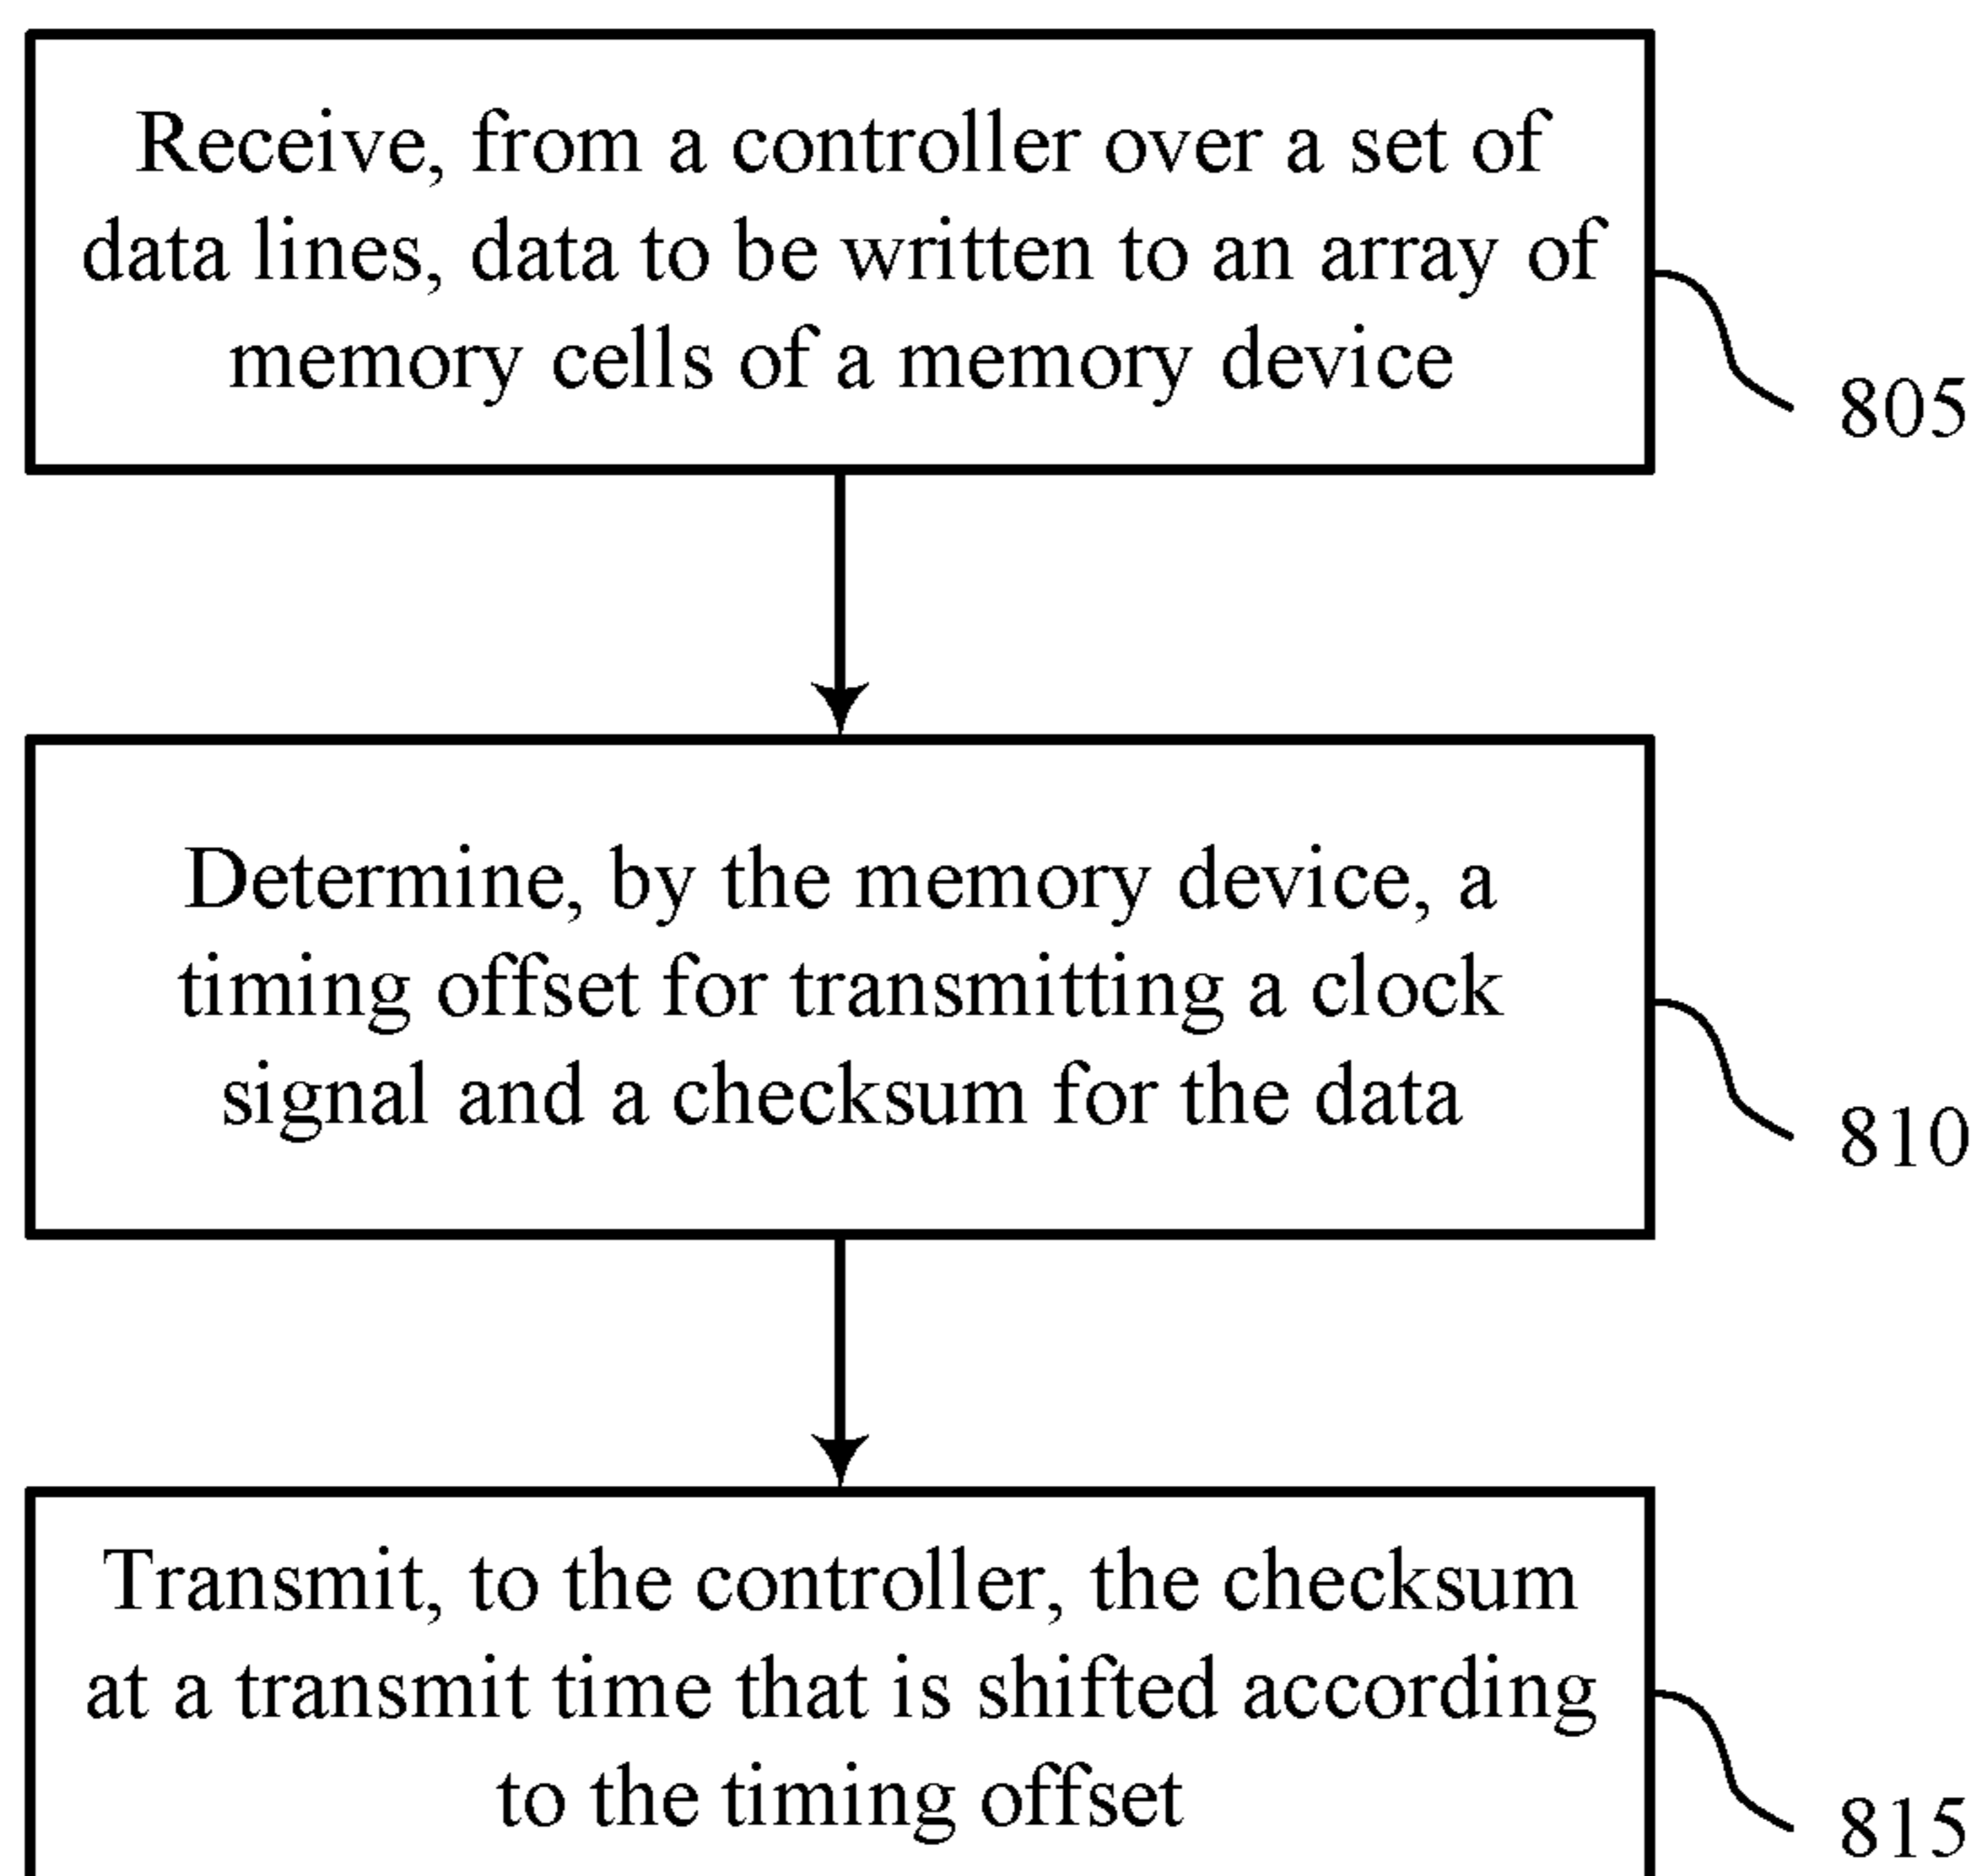 Receive, from a controller over a set of
data lines, data to be written to an array of
memory cells of a memory device
805
Determine, by the memory device, a
timing offset for transmitting a clock
signal and a checksum for the data
810
Transmit, to the controller, the checksum
at a transmit time that is shifted according
to the timing offset
815